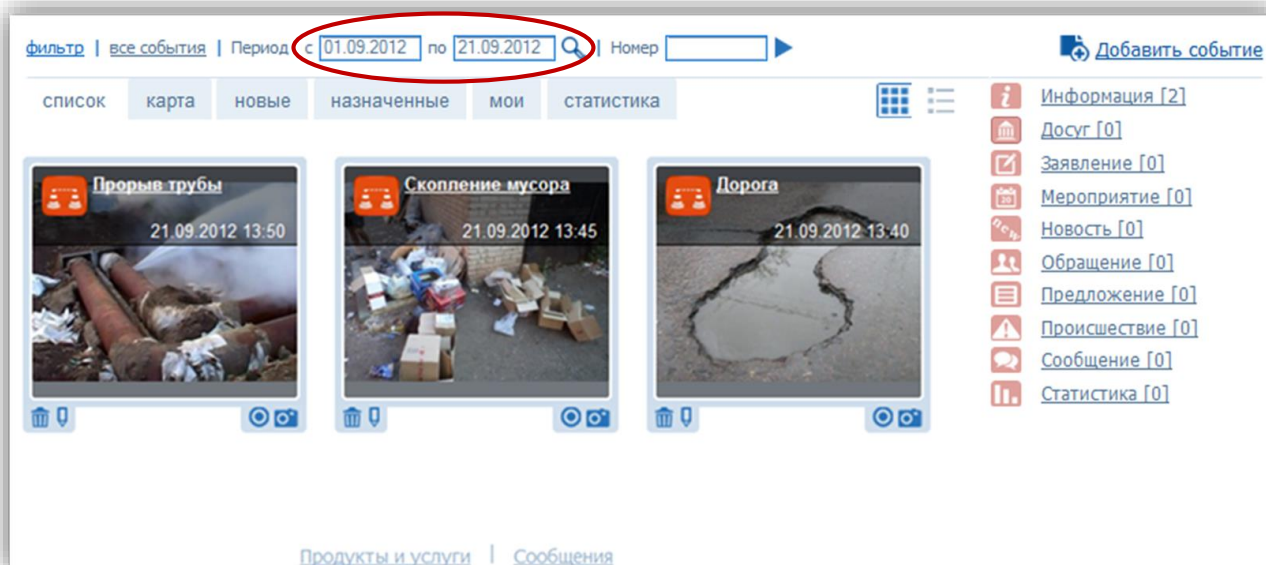 фильтр | все события | Период с 01.09.2012 по 21.09.2012 | Номер
Добавить событие
список карта новые назначенные мои статистика
Информация [2]
Досуг [0]
Заявление [0]
Мероприятие [0]
Новость [0]
Обращение [0]
Предложение [0]
Происшествие [0]
Сообщение [0]
Статистика [0]
Прорыв трубы
21.09.2012 13:50
Скопление мусора
21.09.2012 13:45
Дорога
21.09.2012 13:40
Продукты и услуги | Сообщения